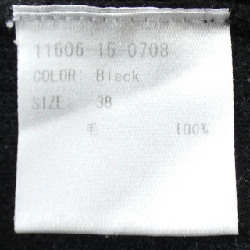 11606-15-0708
COLOR: Black
SIZE: 38
毛 100%